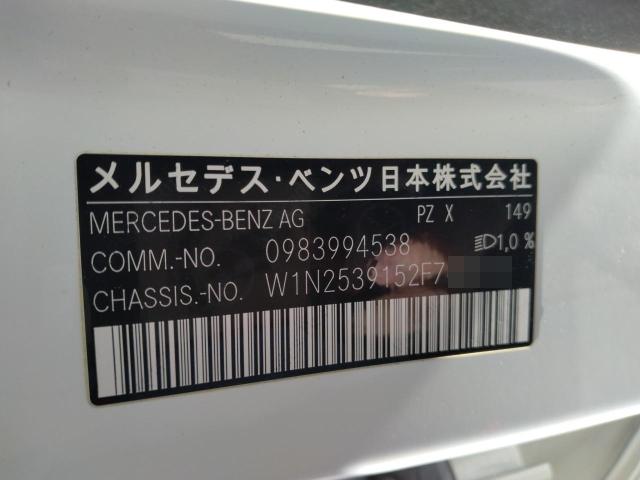 メルセデス・ベンツ日本株式会社
MERCEDES-BENZ AG PZ X 149
COMM.-NO. 0983994538 1,0 %
CHASSIS.-NO. W1N2539152F7